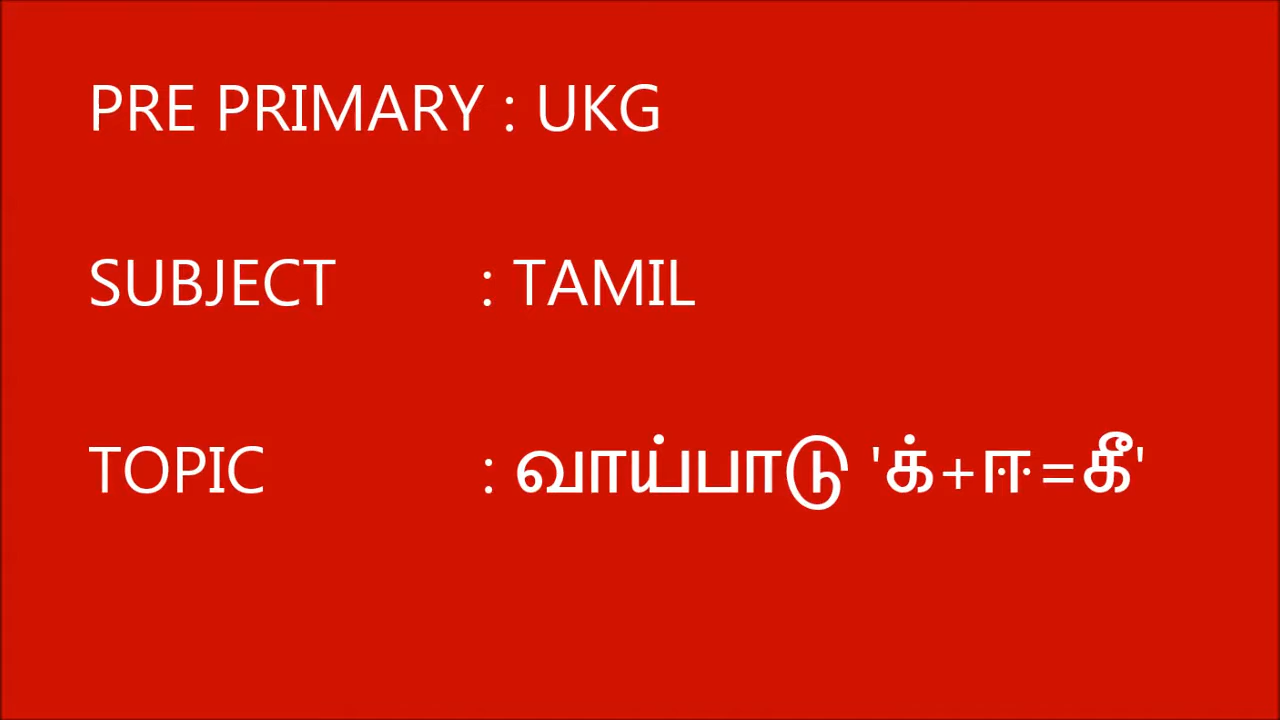 PRE PRIMARY : UKG
SUBJECT : TAMIL
TOPIC : வாய்பாடு 'க்+ஈ=கீ'